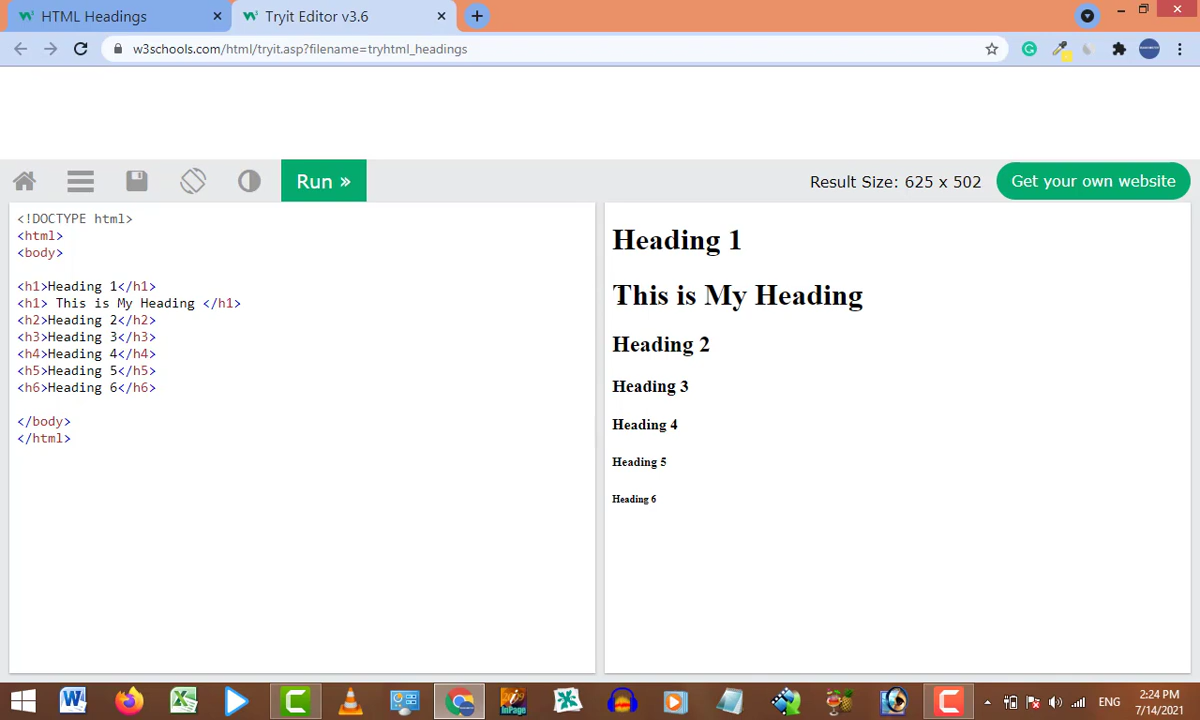 HTML Headings
Tryit Editor v3.6
w3schools.com/html/tryit.asp?filename=tryhtml_headings
Run »
Result Size: 625 x 502
Get your own website
<!DOCTYPE html>
<html>
<body>
<h1>Heading 1</h1>
<h1> This is My Heading </h1>
<h2>Heading 2</h2>
<h3>Heading 3</h3>
<h4>Heading 4</h4>
<h5>Heading 5</h5>
<h6>Heading 6</h6>
</body>
</html>
Heading 1
This is My Heading
Heading 2
Heading 3
Heading 4
Heading 5
Heading 6
InPage
ENG
2:24 PM
7/14/2021